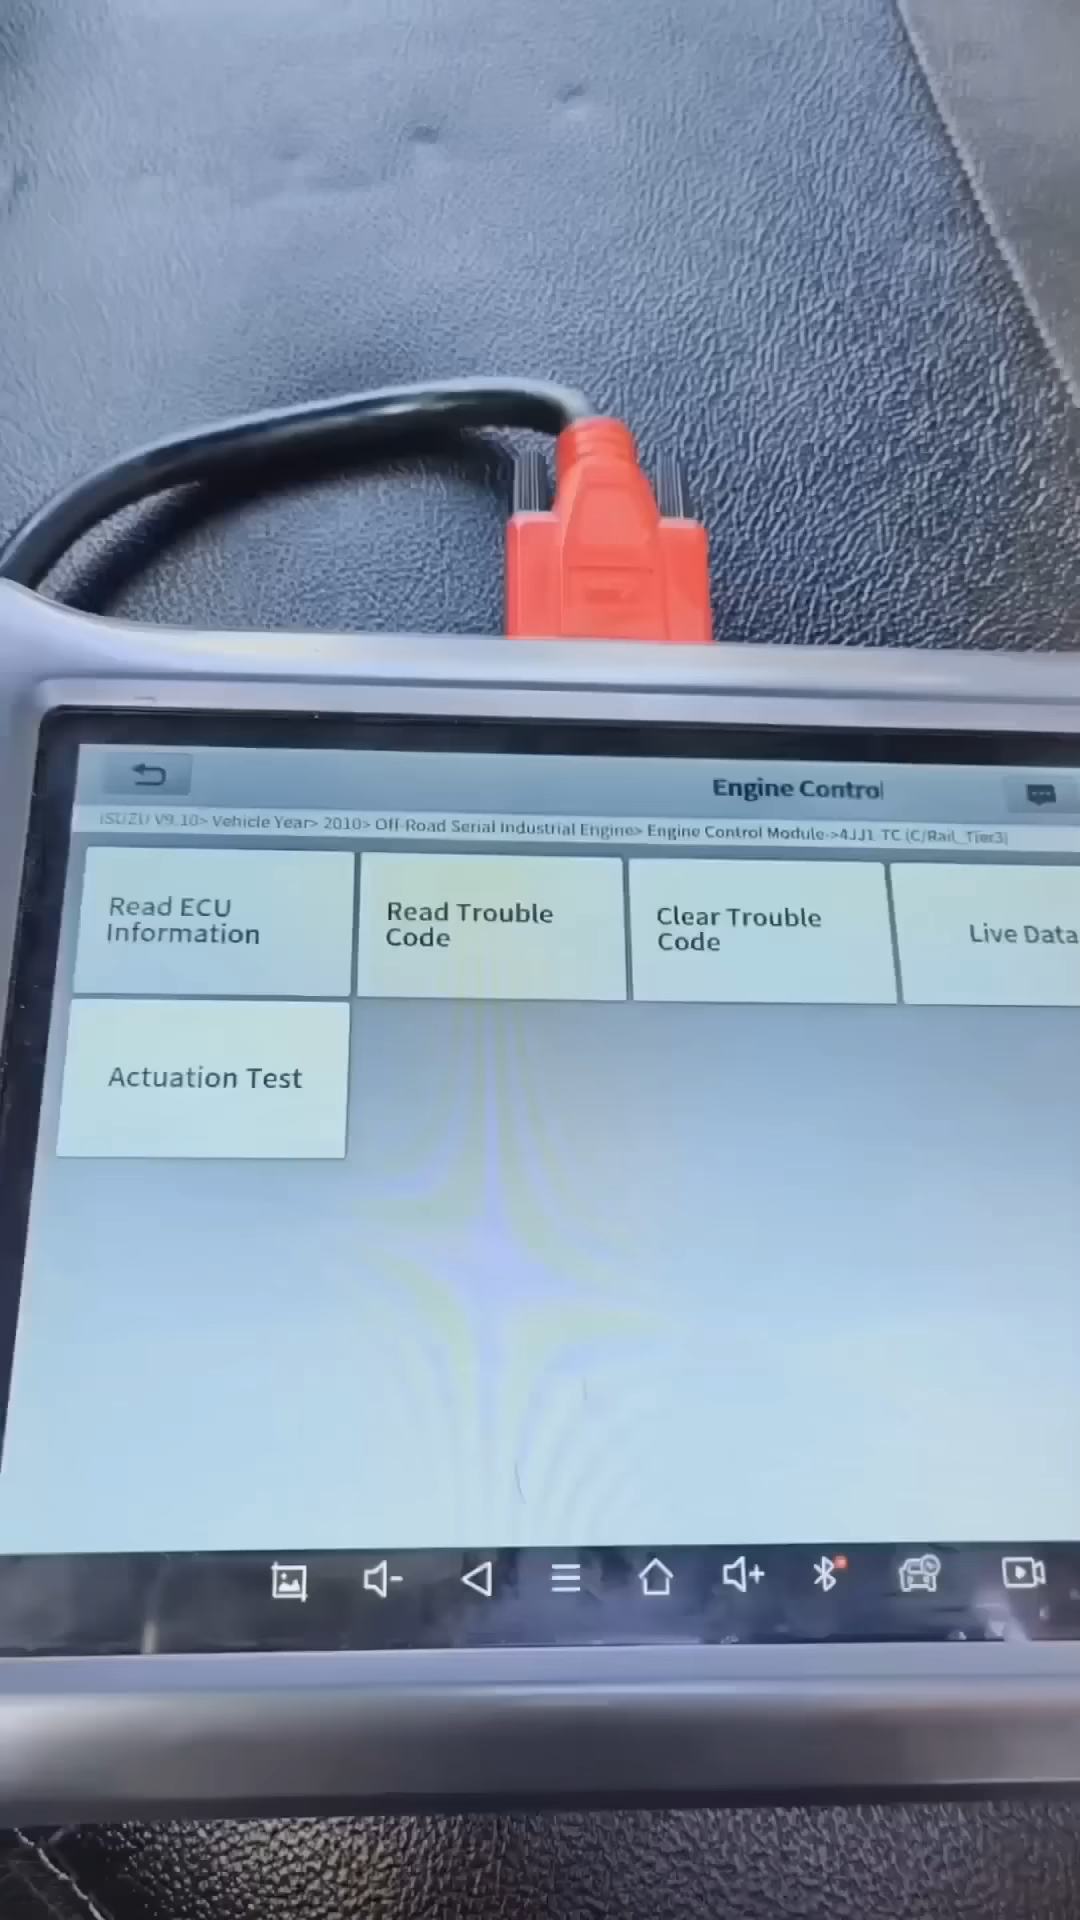 Engine Control
ISUZU V9.10> Vehicle Year> 2010> Off-Road Serial Industrial Engine> Engine Control Module->4JJ1-TC (C/Rail_Tier3)
Read ECU
Information
Read Trouble
Code
Clear Trouble
Code
Live Data
Actuation Test